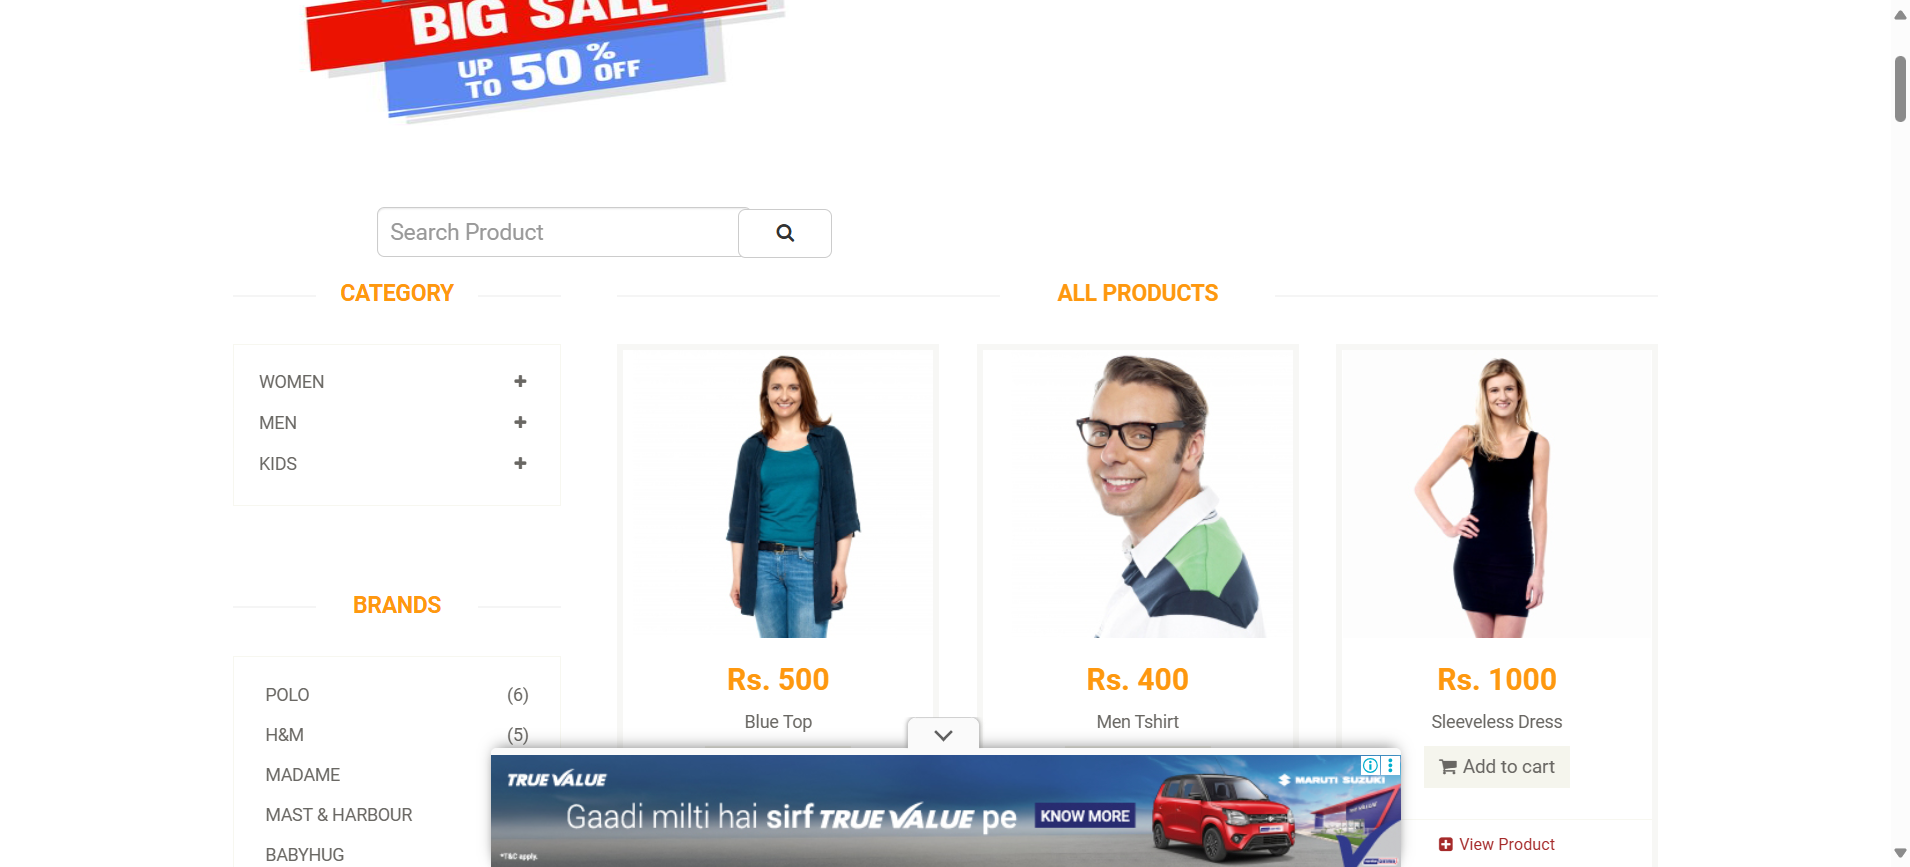 BIG SALE
UP TO 50% OFF
Search Product
CATEGORY
ALL PRODUCTS
WOMEN
MEN
KIDS
BRANDS
POLO (6)
H&M (5)
MADAME
MAST & HARBOUR
BABYHUG
Rs. 500
Blue Top
Rs. 400
Men Tshirt
Rs. 1000
Sleeveless Dress
Add to cart
View Product
TRUE VALUE
MARUTI SUZUKI
Gaadi milti hai sirf TRUE VALUE pe
KNOW MORE
*T&C apply.